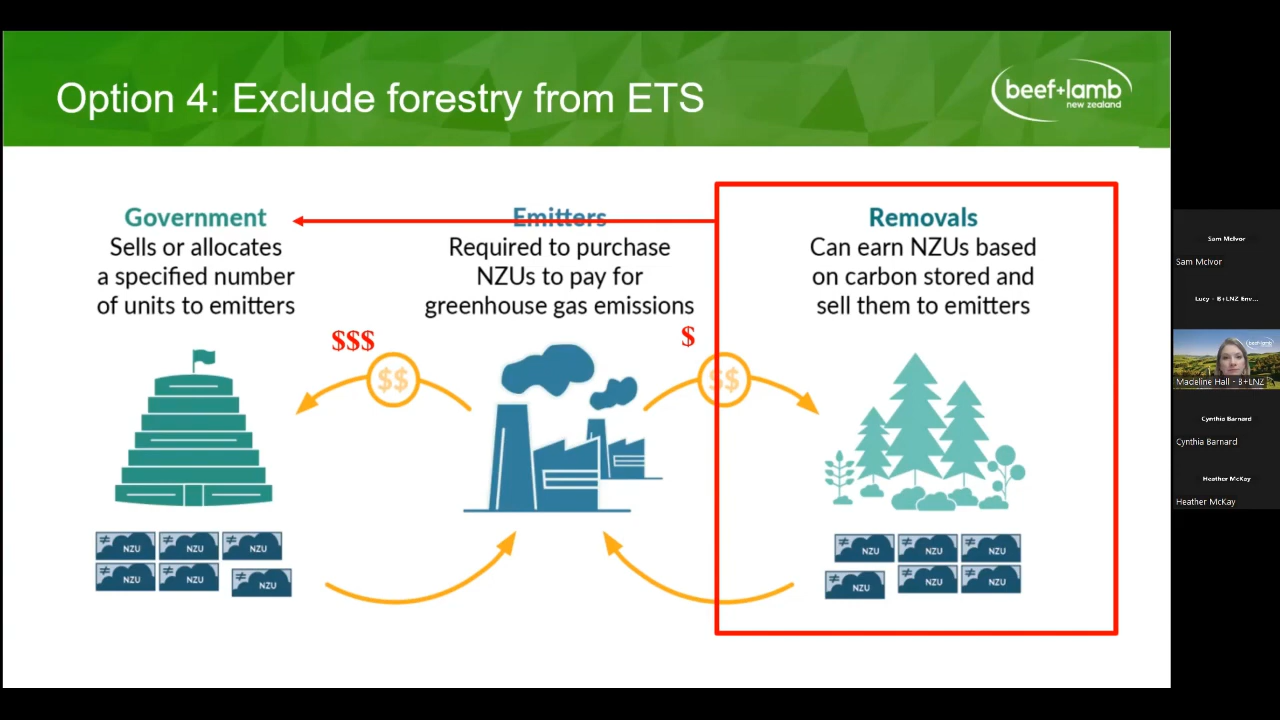 Option 4: Exclude forestry from ETS
beef+lamb
new zealand
Government
Sells or allocates
a specified number
of units to emitters
Emitters
Required to purchase
NZUs to pay for
greenhouse gas emissions
Removals
Can earn NZUs based
on carbon stored and
sell them to emitters
$$$
$$
$
$$
≠ NZU ≠ NZU ≠ NZU
≠ NZU ≠ NZU ≠ NZU
≠ NZU ≠ NZU ≠ NZU
≠ NZU ≠ NZU ≠ NZU
Sam McIvor
Sam McIvor
Lucy - B+LNZ Env...
beef+lamb
Madeline Hall - B+LNZ
Cynthia Barnard
Cynthia Barnard
Heather McKay
Heather McKay